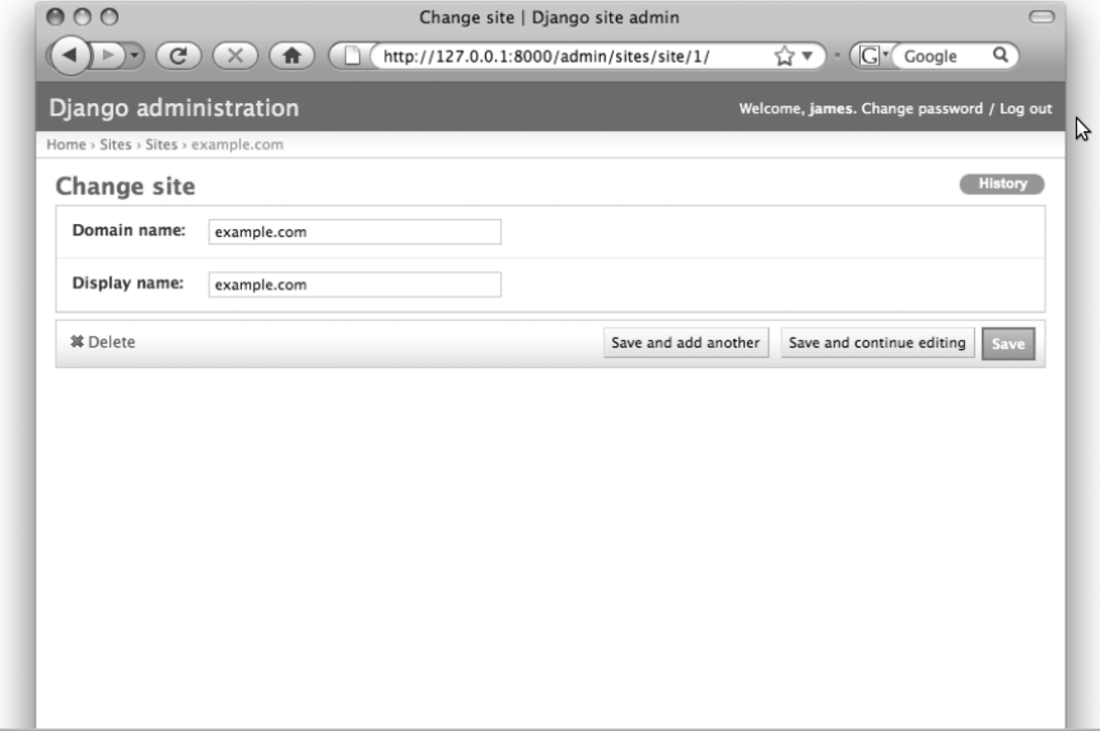 Change site | Django site admin
http://127.0.0.1:8000/admin/sites/site/1/
G
Google
Django administration
Welcome, james. Change password / Log out
Home › Sites › Sites › example.com
Change site
History
Domain name: example.com
Display name: example.com
Delete
Save and add another
Save and continue editing
Save